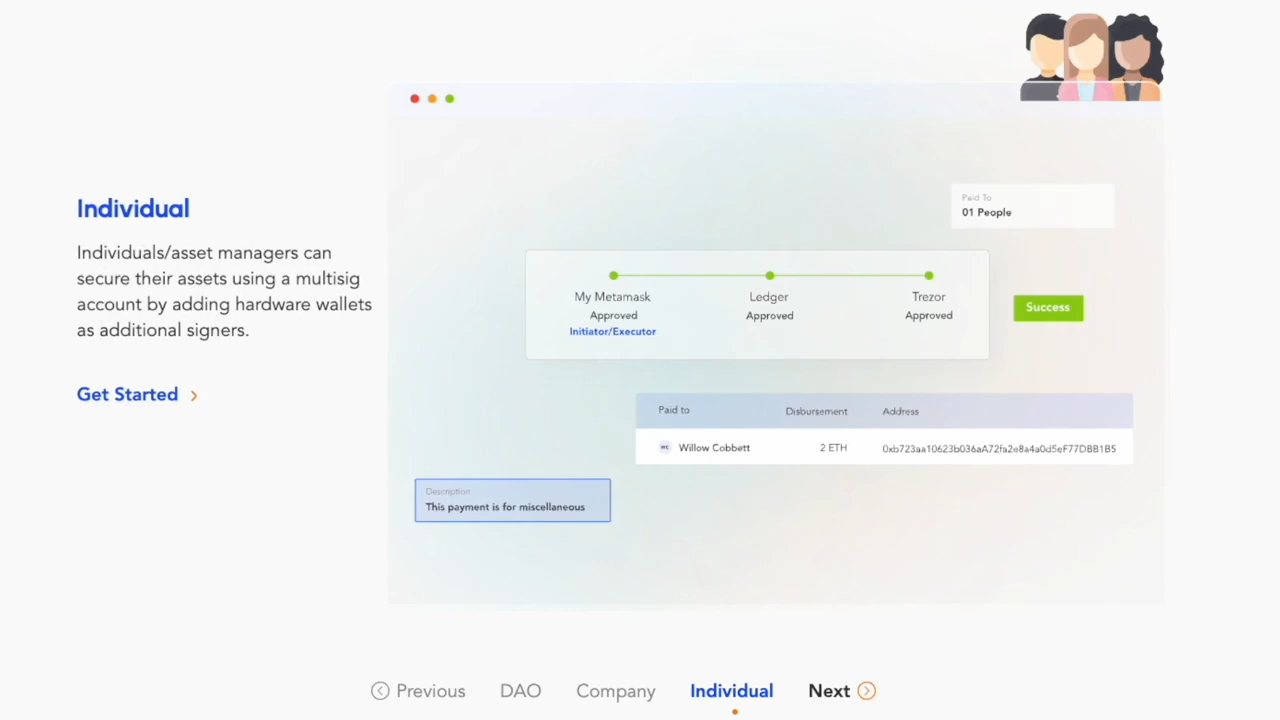 Individual
Individuals/asset managers can
secure their assets using a multisig
account by adding hardware wallets
as additional signers.
Get Started
Paid To
01 People
My Metamask Ledger Trezor
Approved Approved Approved
Initiator/Executor
Success
Paid to Disbursement Address
WC Willow Cobbett 2 ETH 0xb723aa10623b036aA72fa2e8a4a0d5eF77DBB1B5
Description
This payment is for miscellaneous
Previous DAO Company Individual Next